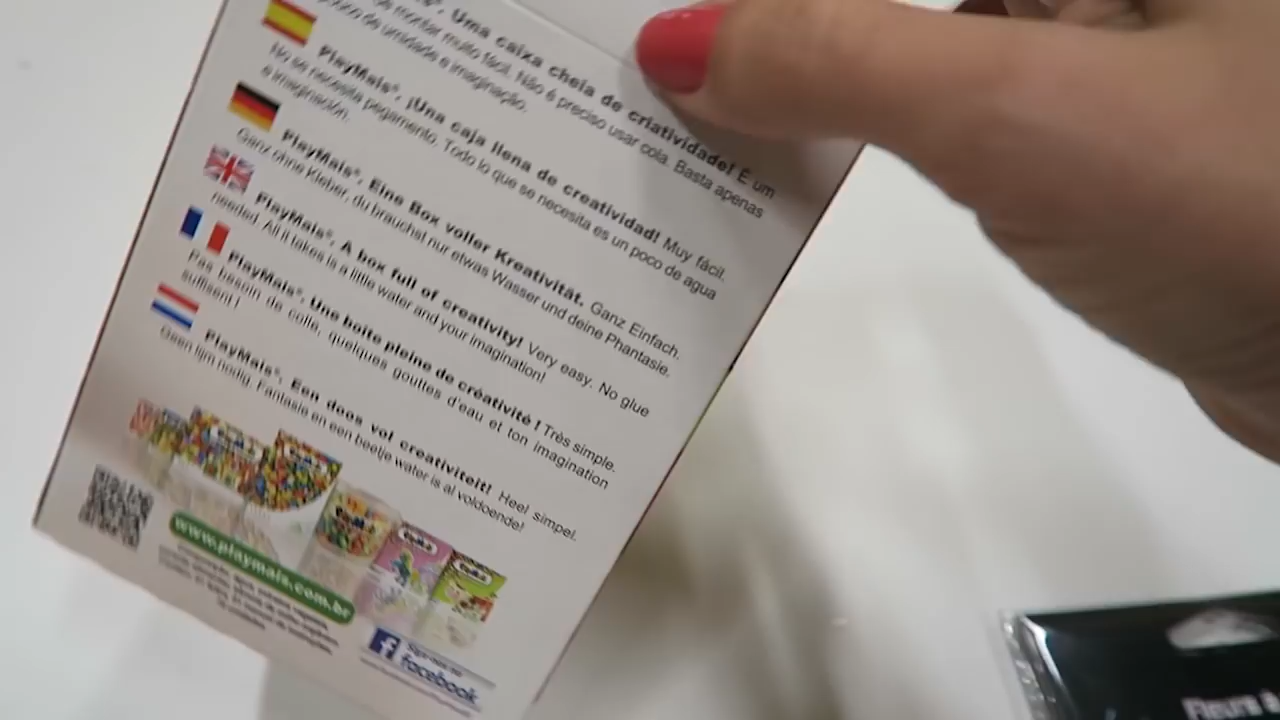 Uma caixa cheia de criatividade! É um
de montar muito fácil. Não é preciso usar cola. Basta apenas
pouco de umidade e imaginação.
PlayMais®, ¡Una caja llena de creatividad! Muy fácil.
No se necesita pegamento. Todo lo que se necesita es un poco de agua
e imaginación.
PlayMais®, Eine Box voller Kreativität. Ganz Einfach.
Ganz ohne Kleber, du brauchst nur etwas Wasser und deine Phantasie.
PlayMais®, A box full of creativity! Very easy. No glue
needed. All it takes is a little water and your imagination!
PlayMais®, Une boite pleine de créativité ! Très simple.
Pas besoin de colle, quelques gouttes d'eau et ton imagination
suffisent !
PlayMais®, Een doos vol creativiteit! Heel simpel.
Geen lijm nodig. Fantasie en een beetje water is al voldoende!
www.playmais.com.br
Siga-nos no
facebook
Fleurs à